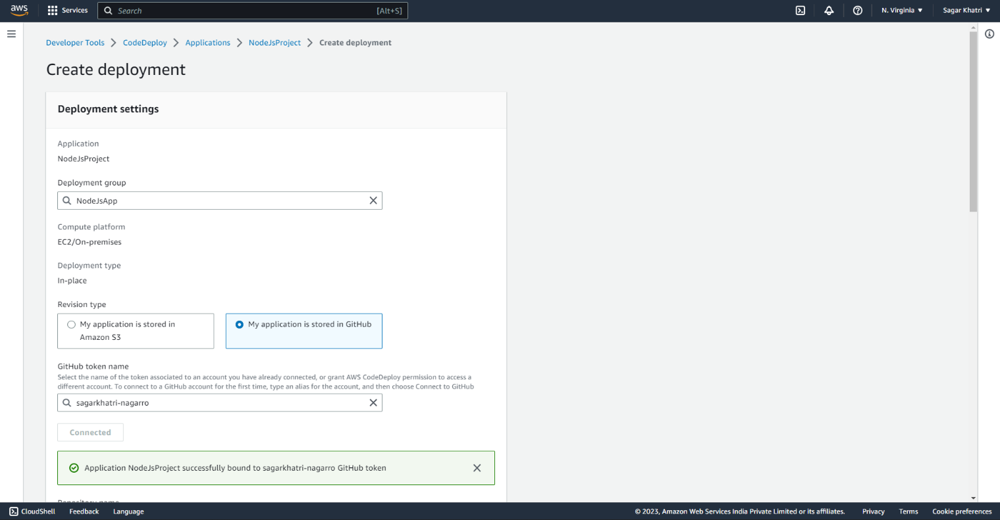 aws
Services
Search
[Alt+S]
N. Virginia
Sagar Khatri
Developer Tools
CodeDeploy
Applications
NodeJsProject
Create deployment
Create deployment
Deployment settings
Application
NodeJsProject
Deployment group
NodeJsApp
Compute platform
EC2/On-premises
Deployment type
In-place
Revision type
My application is stored in
Amazon S3
My application is stored in GitHub
GitHub token name
Select the name of the token associated to an account you have already connected, or grant AWS CodeDeploy permission to access a
different account. To connect to a GitHub account for the first time, type an alias for the account, and then choose Connect to GitHub
sagarkhatri-nagarro
Connected
Application NodeJsProject successfully bound to sagarkhatri-nagarro GitHub token
Repository name
CloudShell
Feedback
Language
© 2023, Amazon Web Services India Private Limited or its affiliates.
Privacy
Terms
Cookie preferences